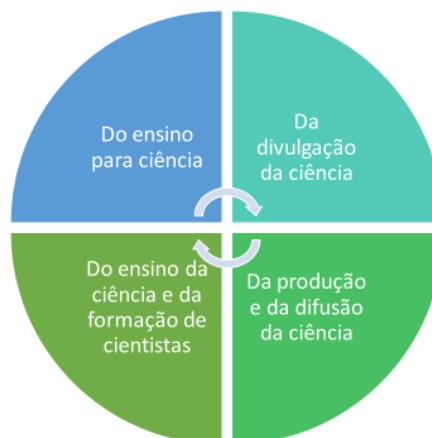 Do ensino
para ciência
Da
divulgação
da ciência
Do ensino da
ciência e da
formação de
cientistas
Da produção
e da difusão
da ciência